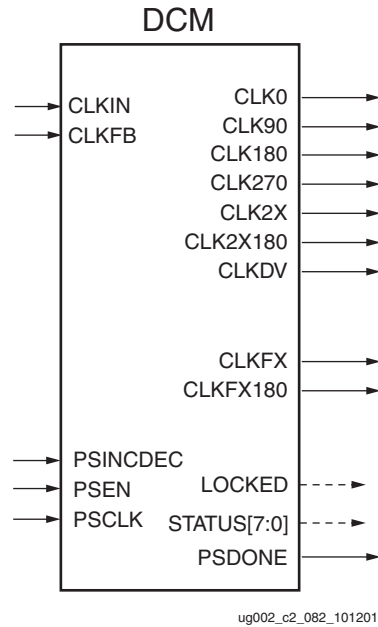 DCM
CLKIN
CLKFB
CLK0
CLK90
CLK180
CLK270
CLK2X
CLK2X180
CLKDV
CLKFX
CLKFX180
PSINCDEC
PSEN
PSCLK
LOCKED
STATUS[7:0]
PSDONE
ug002_c2_082_101201